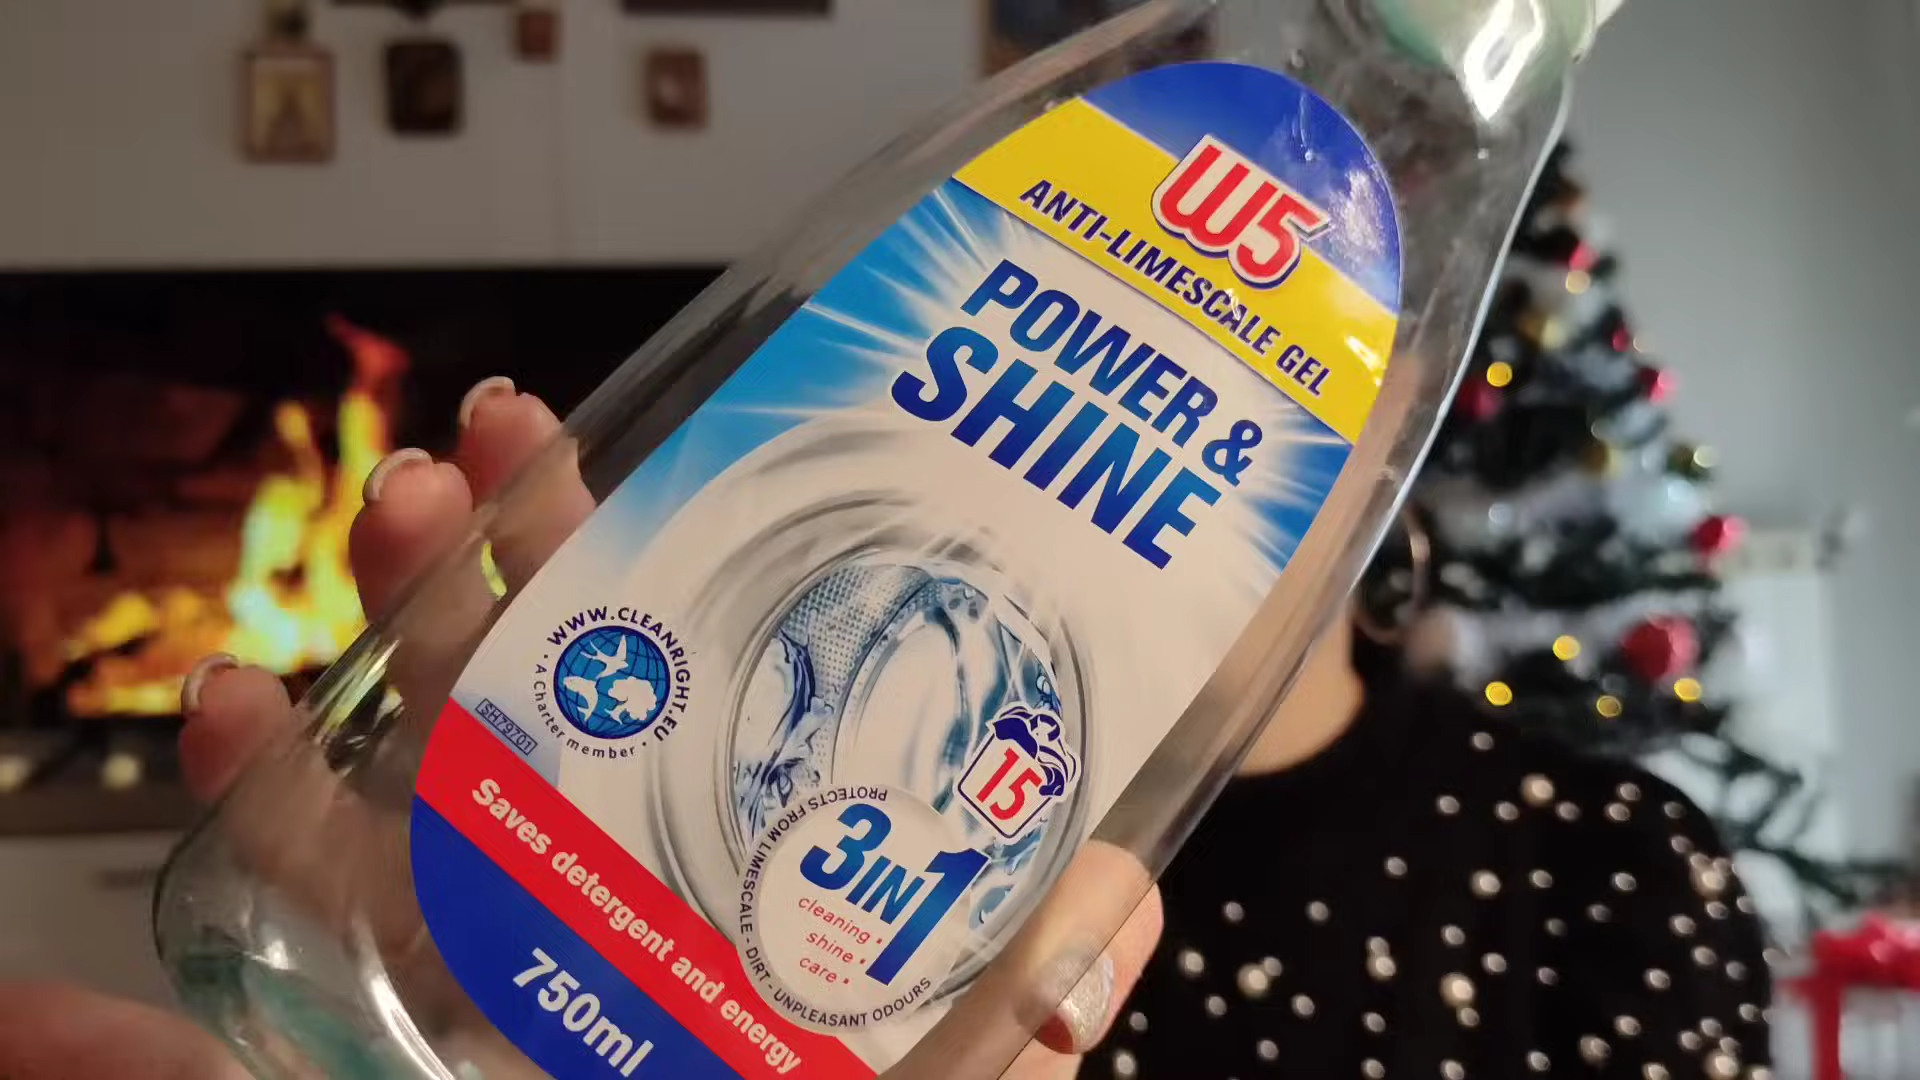 W5
ANTI-LIMESCALE GEL
POWER &
SHINE
WWW.CLEANRIGHT.EU
• A Charter member •
SH79701
15
PROTECTS FROM LIMESCALE - DIRT - UNPLEASANT ODOURS
3IN1
cleaning •
shine •
care •
Saves detergent and energy
750ml